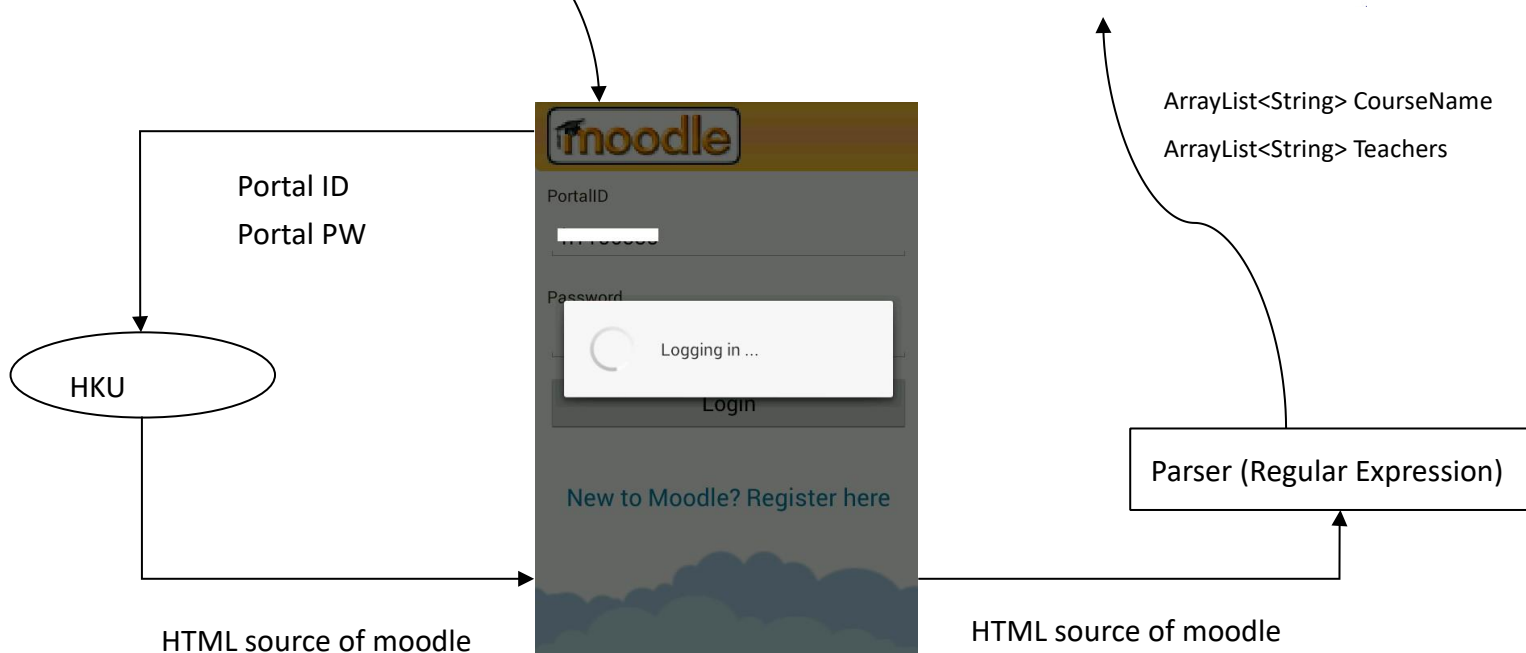 ArrayList<String> CourseName
ArrayList<String> Teachers
moodle
Portal ID
Portal PW
PortalID
Password
Logging in ...
HKU
Login
Parser (Regular Expression)
New to Moodle? Register here
HTML source of moodle
HTML source of moodle